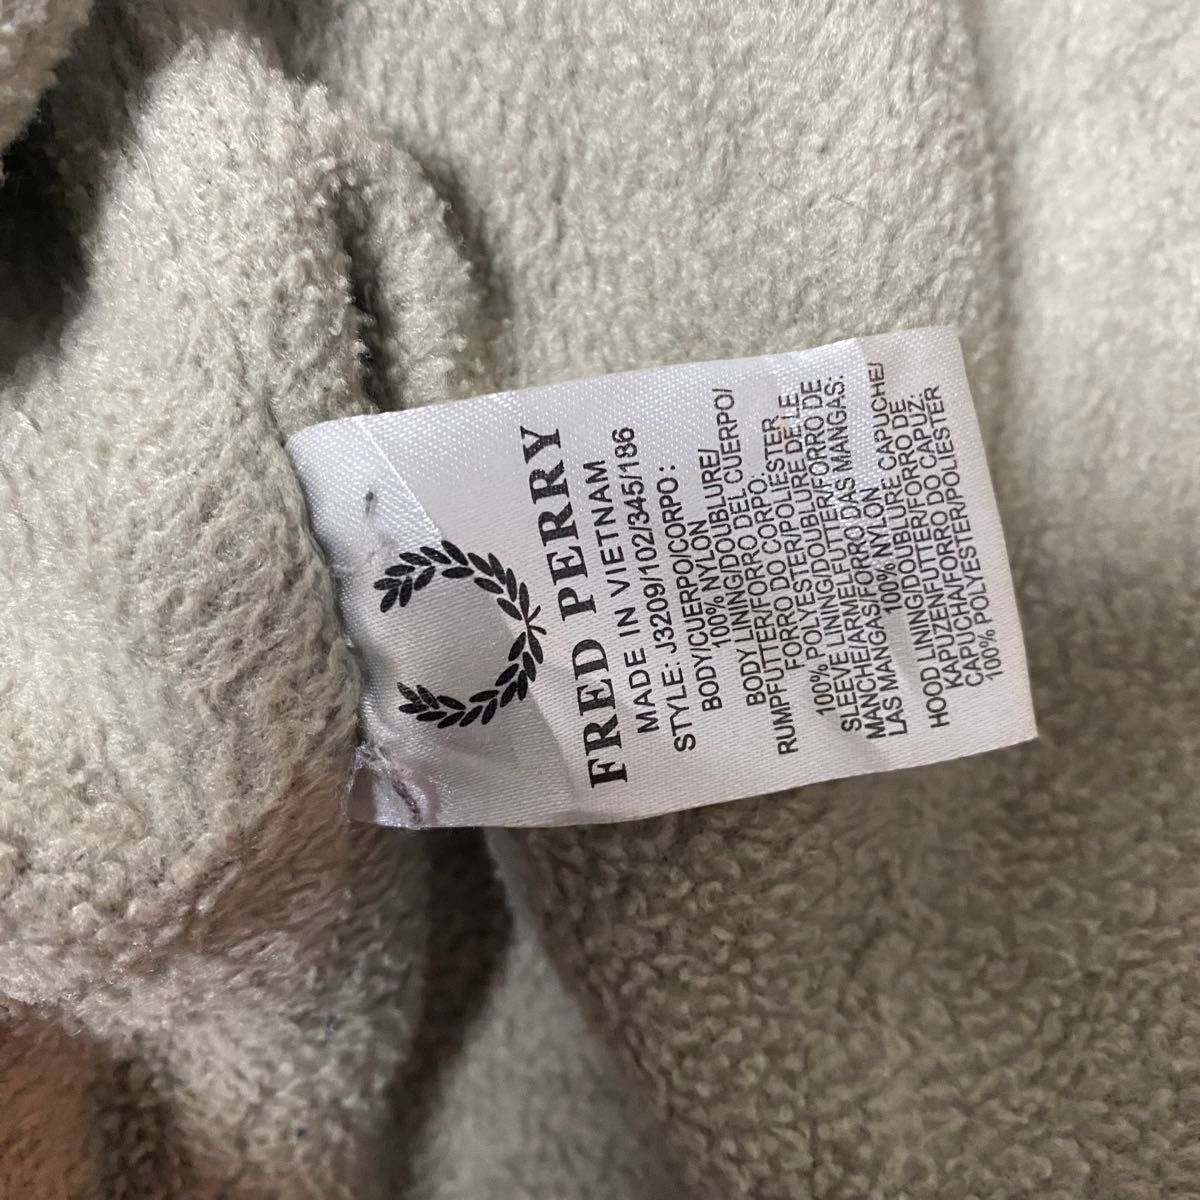 FRED PERRY
MADE IN VIETNAM
STYLE: J3209/102/345/186
BODY/CUERPO/CORPO :
100% NYLON
BODY LINING/DOUBLURE/
RUMPFUTTER/FORRO DEL CUERPO/
FORRO DO CORPO.
100% POLYESTER/POLIESTER
SLEEVE LINING/DOUBLURE DE LE
MANCHE/ARMELFUTTER/FORRO DE
LAS MANGAS/FORRO DAS MANGAS:
100% NYLON
HOOD LINING/DOUBLURE CAPUCHE/
KAPUZENFUTTER/FORRO DE
CAPUCHA/FORRO DO CAPUZ:
100% POLYESTER/POLIESTER